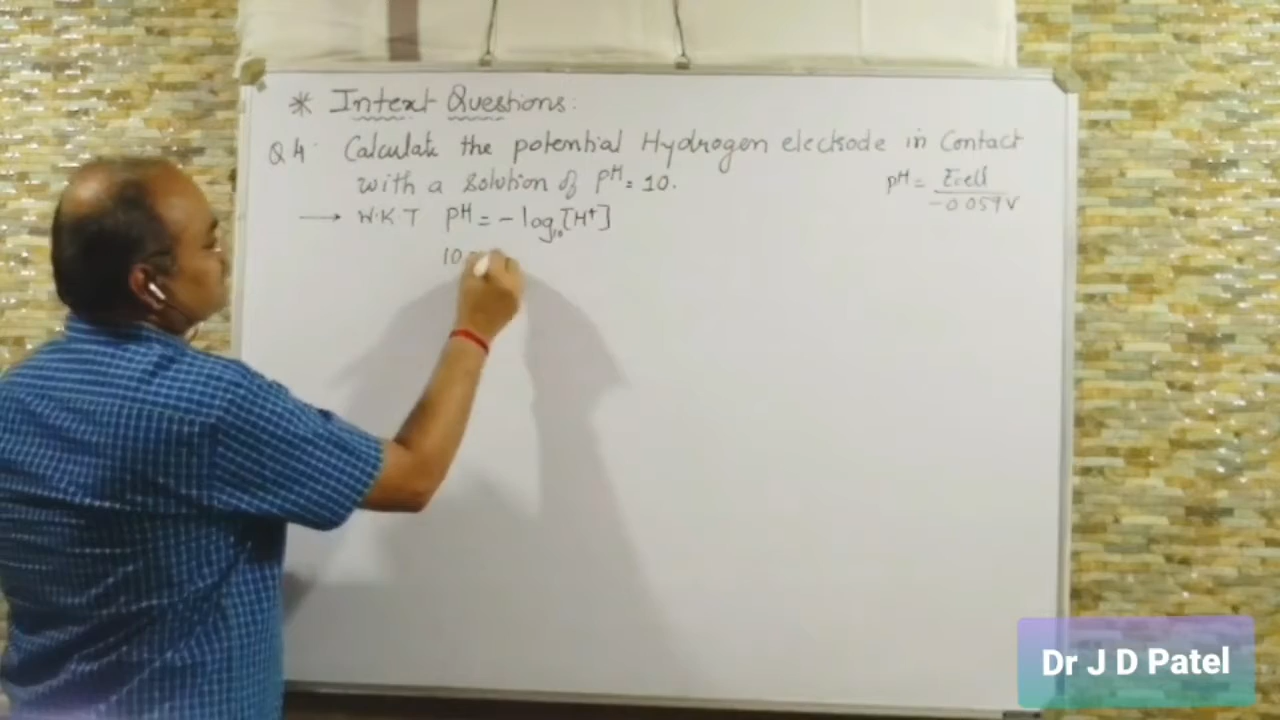 * Intext Questions:
Q4. Calculate the potential Hydrogen electrode in Contact
with a solution of pH = 10.
pH = Ecell / -0.059V
→ W.K.T pH = - log₁₀[H⁺]
10
Dr J D Patel